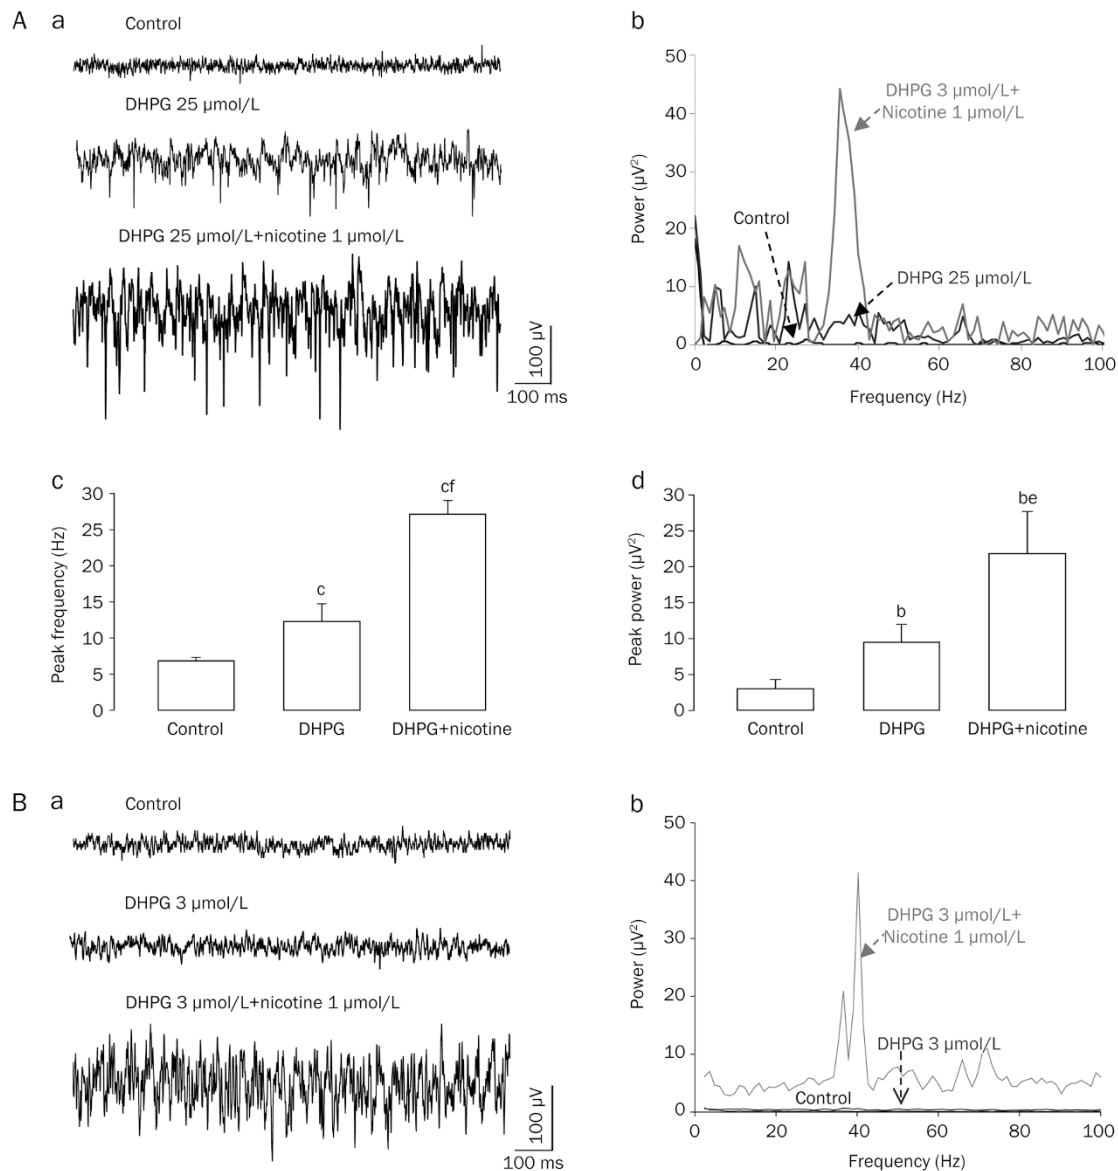 A a
Control
DHPG 25 µmol/L
DHPG 25 µmol/L+nicotine 1 µmol/L
100 µV
100 ms
b
50
40
30
20
10
0
Power (µV²)
DHPG 3 µmol/L+
Nicotine 1 µmol/L
Control
DHPG 25 µmol/L
0 20 40 60 80 100
Frequency (Hz)
c
30
25
20
15
10
5
0
Peak frequency (Hz)
c
cf
Control DHPG DHPG+nicotine
d
30
25
20
15
10
5
0
Peak power (µV²)
b
be
Control DHPG DHPG+nicotine
B a
Control
DHPG 3 µmol/L
DHPG 3 µmol/L+nicotine 1 µmol/L
100 µV
100 ms
b
50
40
30
20
10
0
Power (µV²)
DHPG 3 µmol/L+
Nicotine 1 µmol/L
DHPG 3 µmol/L
Control
0 20 40 60 80 100
Frequency (Hz)